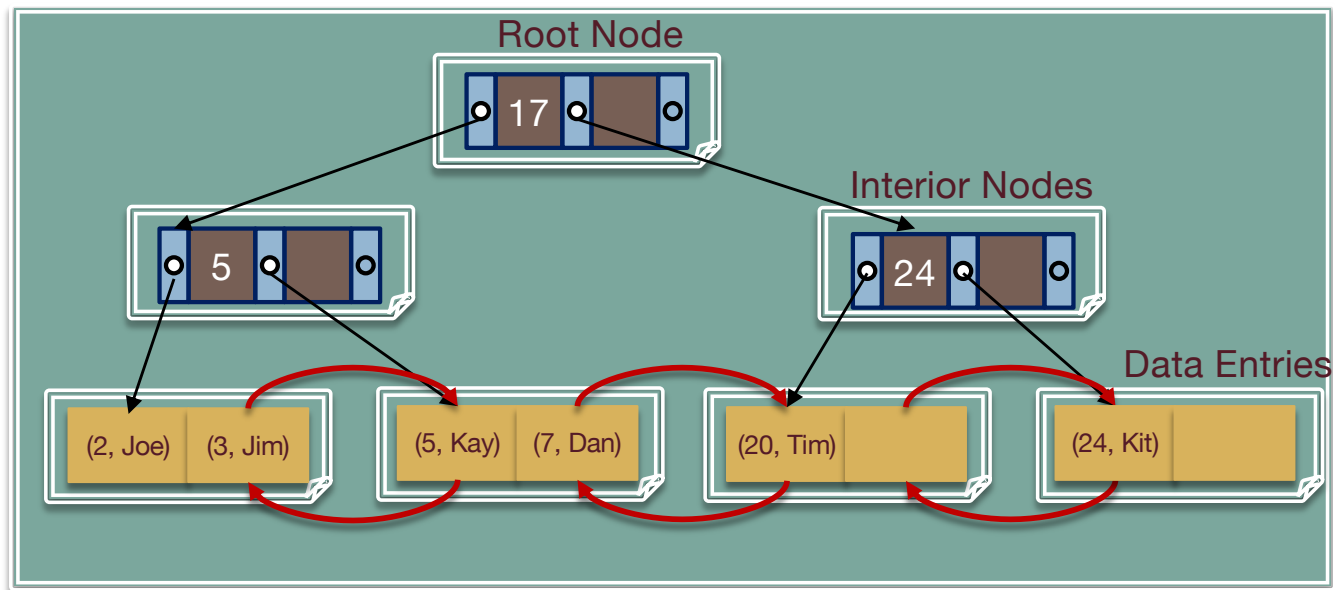 Root Node
17
Interior Nodes
5
24
Data Entries
(2, Joe) (3, Jim) (5, Kay) (7, Dan) (20, Tim) (24, Kit)